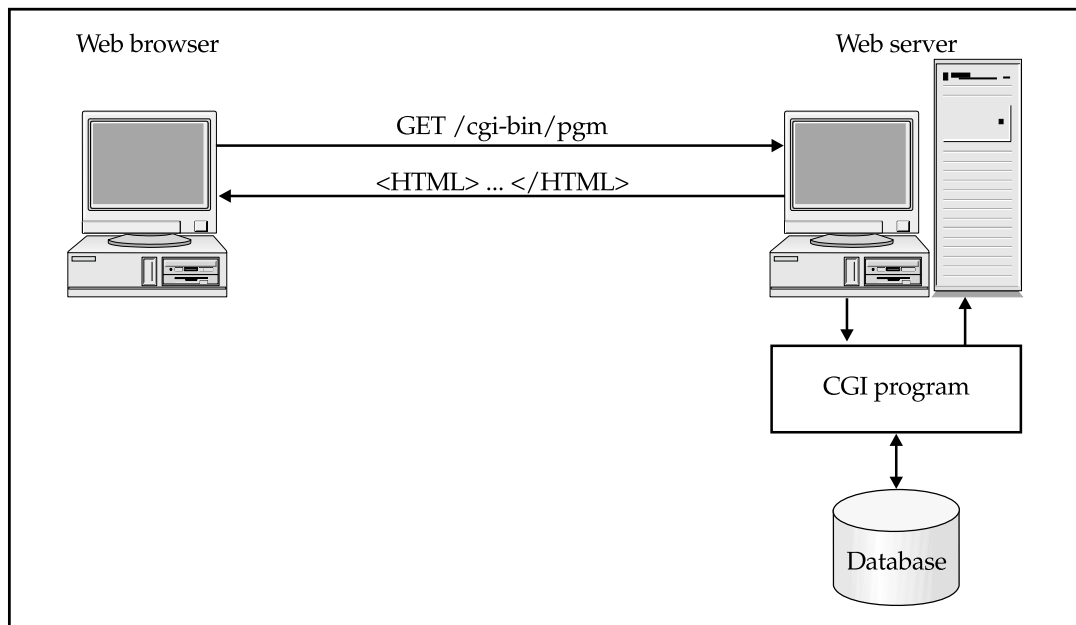 Web browser
Web server
GET /cgi-bin/pgm
<HTML> ... </HTML>
CGI program
Database